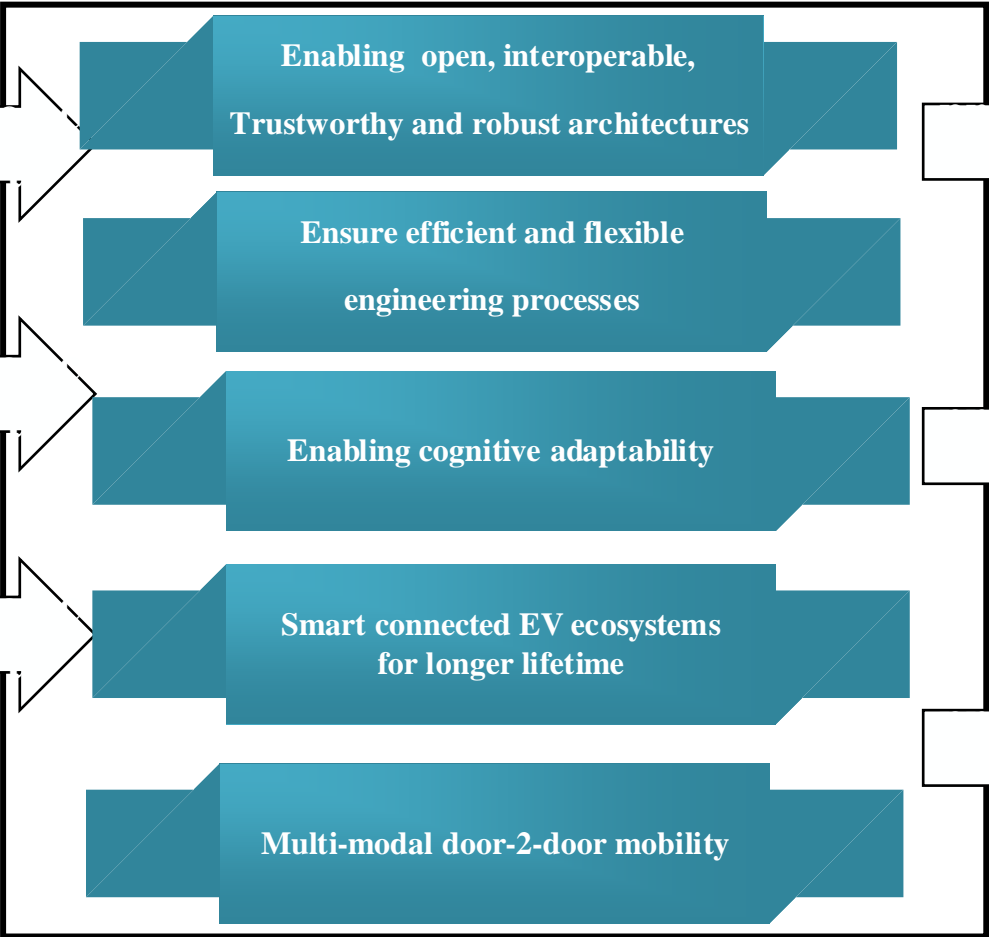 Enabling open, interoperable,
Trustworthy and robust architectures
Ensure efficient and flexible
engineering processes
Enabling cognitive adaptability
Smart connected EV ecosystems
for longer lifetime
Multi-modal door-2-door mobility